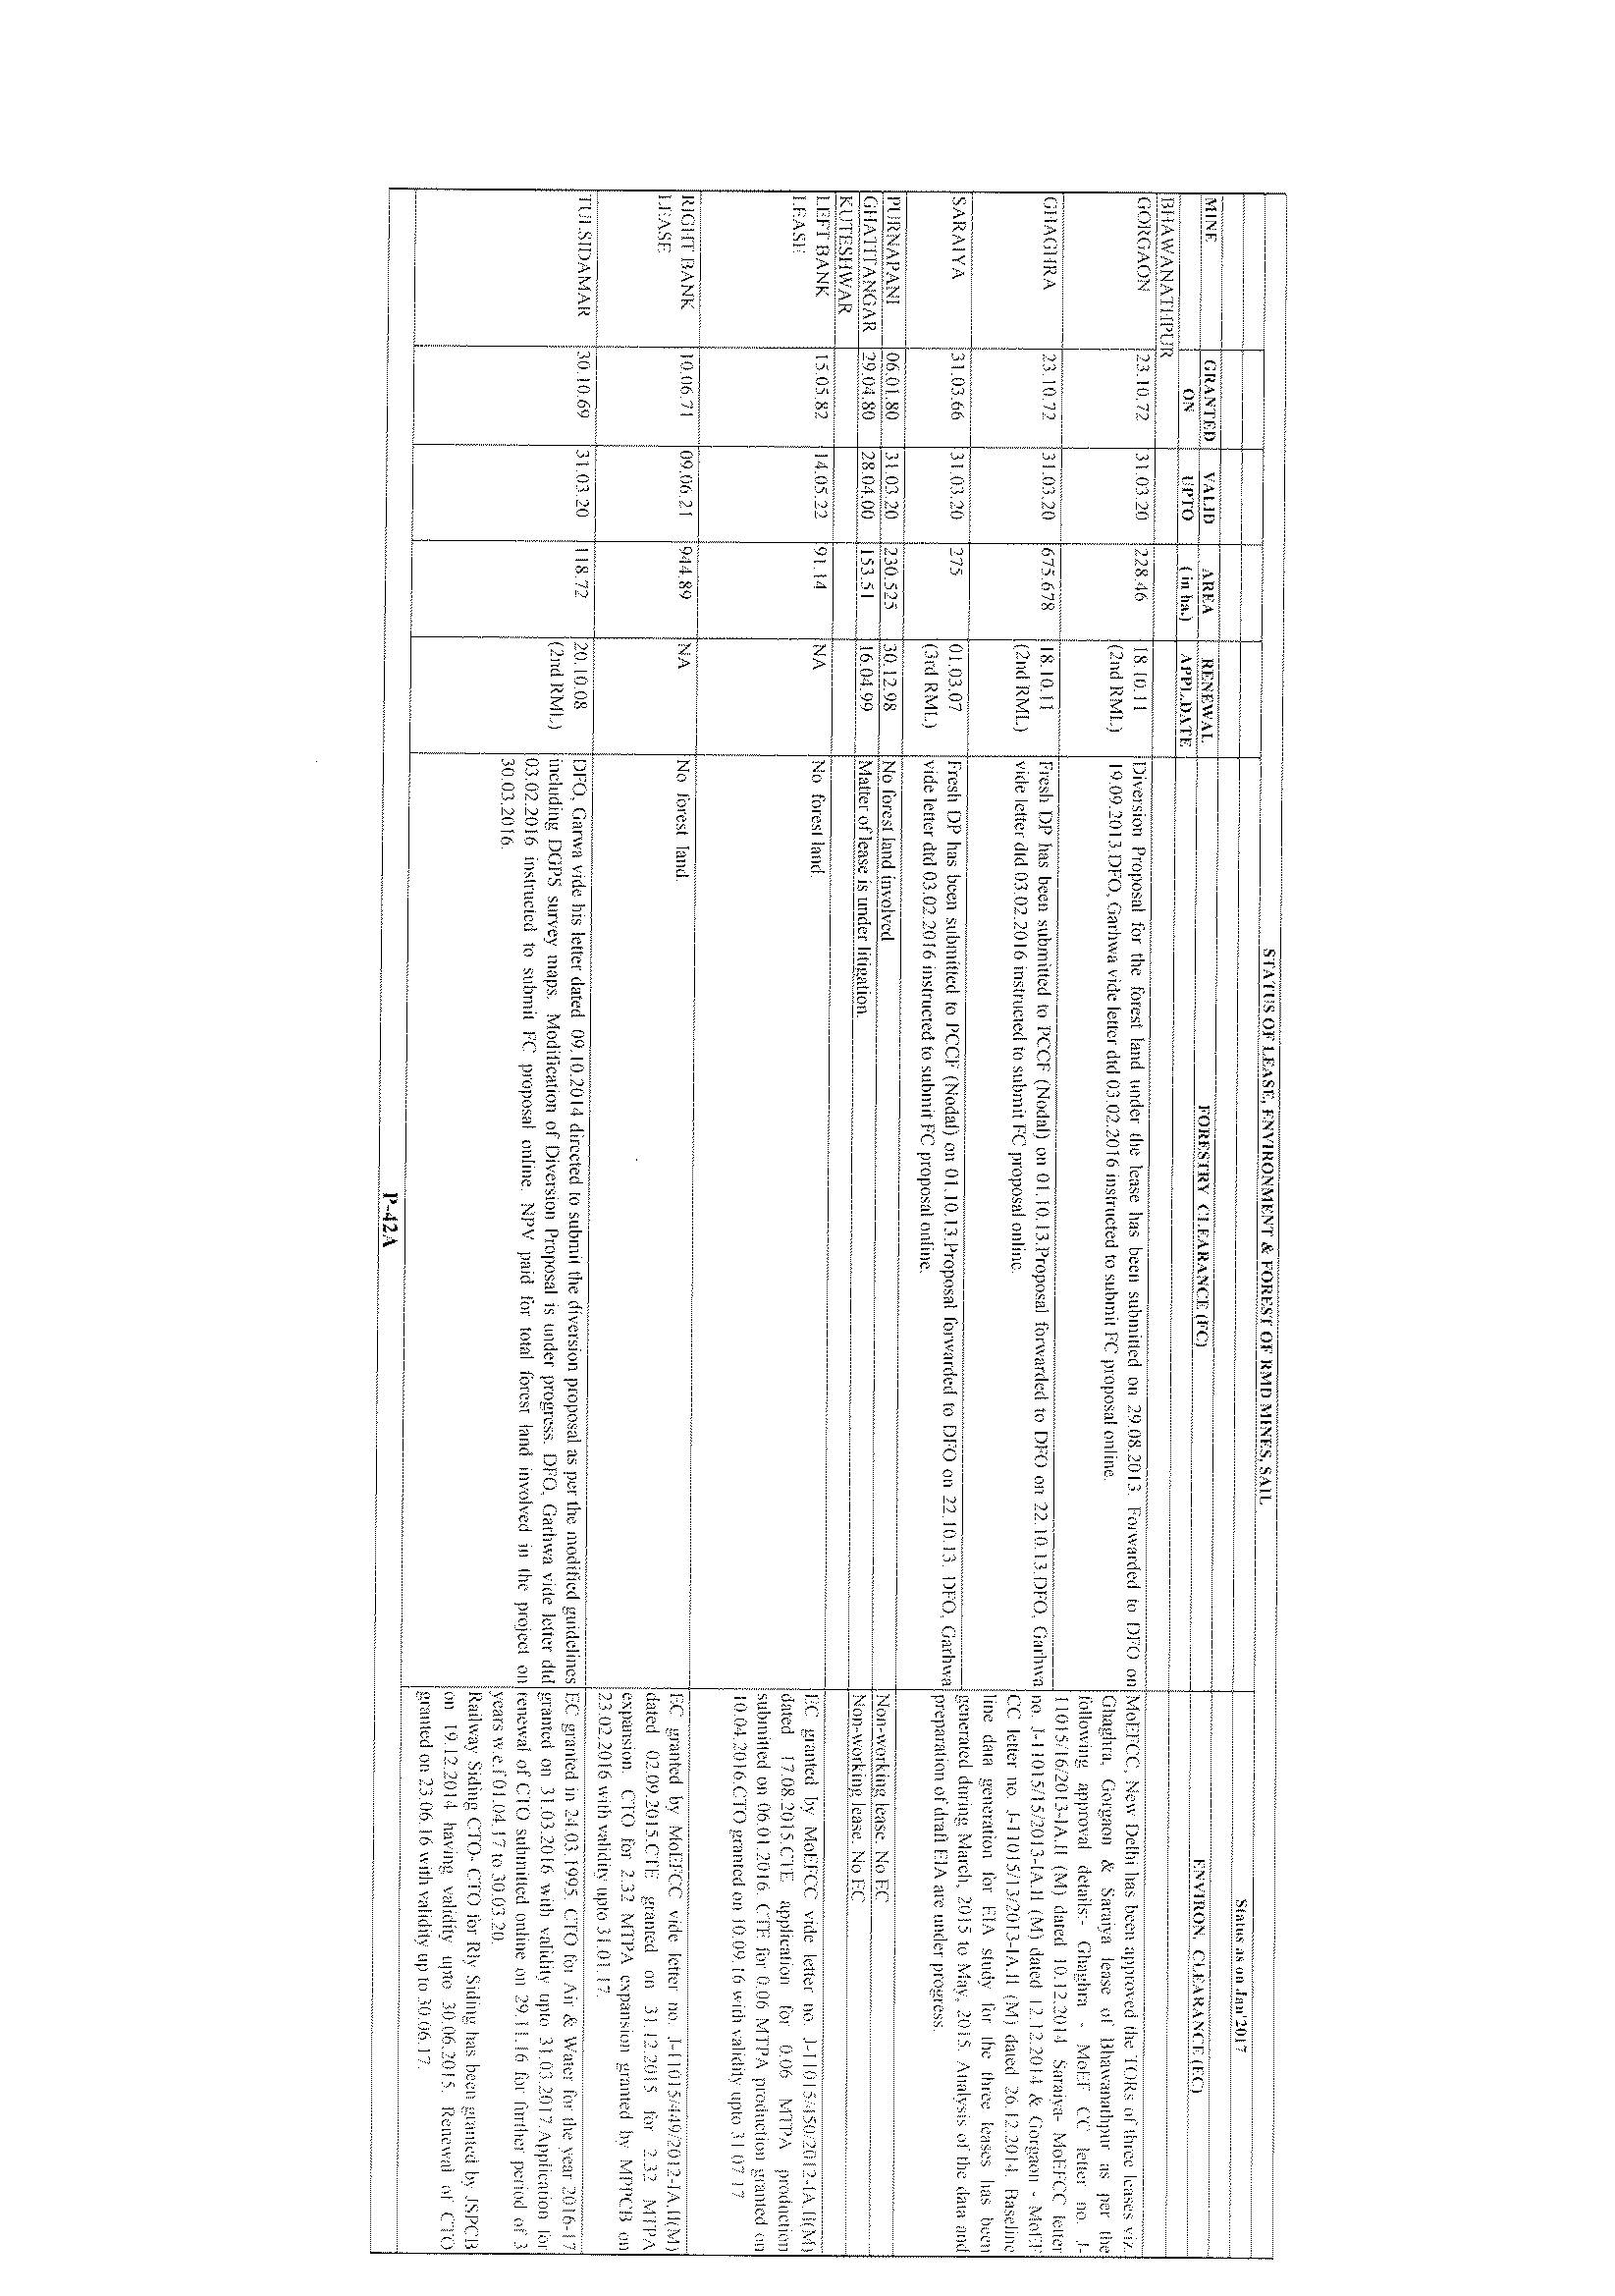 STATUS OF LEASE, ENVIRONMENT & FOREST OF RMD MINES, SAIL
Status as on Jan'2017
MINE GRANTED ON VALID UPTO AREA ( in ha.) RENEWAL APPL.DATE FORESTRY CLEARANCE (FC) ENVIRON. CLEARANCE (EC)
BHAWANATHPUR
GORGAON 23.10.72 31.03.20 228.46 18.10.11
(2nd RML)
Diversion Proposal for the forest land under the lease has been submitted on 29.08.2013. Forwarded to DFO on
19.09.2013.DFO, Garhwa vide letter dtd 03.02.2016 instructed to submit FC proposal online.
MoEFCC, New Delhi has been approved the TORs of three leases viz.
Ghaghra, Gorgaon & Saraiya lease of Bhawanathpur as per the
following approval details:- Ghaghra - MoEF CC letter no. J-
11015/16/2013-IA.II (M) dated 10.12.2014 Saraiya- MoEFCC letter
no. J-11015/15/2013-IA.II (M) dated 12.12.2014 & Gorgaon - MoEF
CC letter no. J-11015/13/2013-IA.II (M) dated 26.12.2014. Baseline
line data generation for EIA study for the three leases has been
generated during March, 2015 to May, 2015. Analysis of the data and
preparation of draft EIA are under progress.
GHAGHRA 23.10.72 31.03.20 675.678 18.10.11
(2nd RML)
Fresh DP has been submitted to PCCF (Nodal) on 01.10.13.Proposal forwarded to DFO on 22.10.13.DFO, Garhwa
vide letter dtd 03.02.2016 instructed to submit FC proposal online.
SARAIYA 31.03.66 31.03.20 275 01.03.07
(3rd RML)
Fresh DP has been submitted to PCCF (Nodal) on 01.10.13.Proposal forwarded to DFO on 22.10.13. DFO, Garhwa
vide letter dtd 03.02.2016 instructed to submit FC proposal online.
PURNAPANI 06.01.80 31.03.20 230.525 30.12.98 No forest land involved Non-working lease. No EC
GHATITANGAR 29.04.80 28.04.00 153.51 16.04.99 Matter of lease is under litigation. Non-working lease. No EC
KUTESHWAR
LEFT BANK
LEASE
15.05.82 14.05.22 91.14 NA No forest land.
EC granted by MoEFCC vide letter no. J-11015/450/2012-IA.II(M)
dated 17.08.2015.CTE application for 0.06 MTPA production
submitted on 06.01.2016. CTE for 0.06 MTPA production granted on
10.04.2016.CTO granted on 10.09.16 with validity upto 31.07.17
RIGHT BANK
LEASE
10.06.71 09.06.21 944.89 NA No forest land.
EC granted by MoEFCC vide letter no. J-11015/449/2012-IA.II(M)
dated 02.09.2015.CTE granted on 31.12.2015 for 2.32 MTPA
expansion. CTO for 2.32 MTPA expansion granted by MPPCB on
23.02.2016 with validity upto 31.01.17.
TULSIDAMAR 30.10.69 31.03.20 118.72 20.10.08
(2nd RML)
DFO, Garwa vide his letter dated 09.10.2014 directed to submit the diversion proposal as per the modified guidelines
including DGPS survey maps. Modification of Diversion Proposal is under progress. DFO, Garhwa vide letter dtd
03.02.2016 instructed to submit FC proposal online. NPV paid for total forest land involved in the project on
30.03.2016.
EC granted in 24.03.1995. CTO for Air & Water for the year 2016-17
granted on 31.03.2016 with validity upto 31.03.2017.Application for
renewal of CTO submitted online on 29.11.16 for further period of 3
years w.e.f 01.04.17 to 30.03.20.
Railway Siding CTO- CTO for Rly Siding has been granted by JSPCB
on 19.12.2014 having validity upto 30.06.2015. Renewal of CTO
granted on 23.06.16 with validity up to 30.06.17.
P-42A